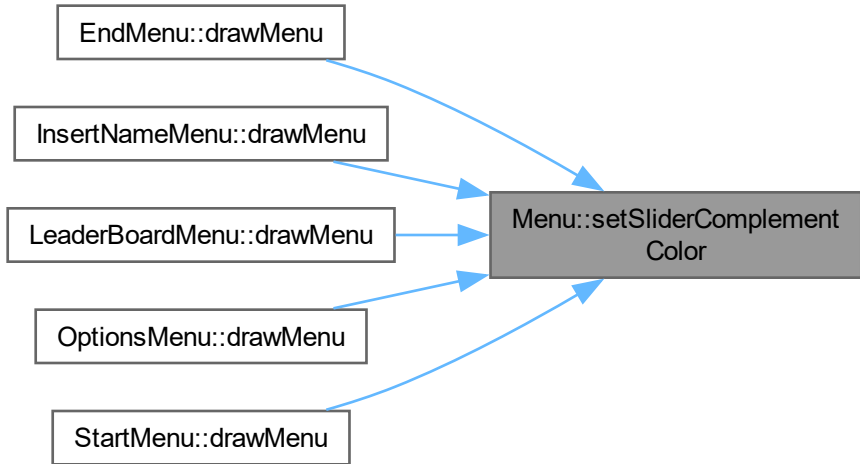 EndMenu::drawMenu
InsertNameMenu::drawMenu
LeaderBoardMenu::drawMenu
OptionsMenu::drawMenu
StartMenu::drawMenu
Menu::setSliderComplement
Color